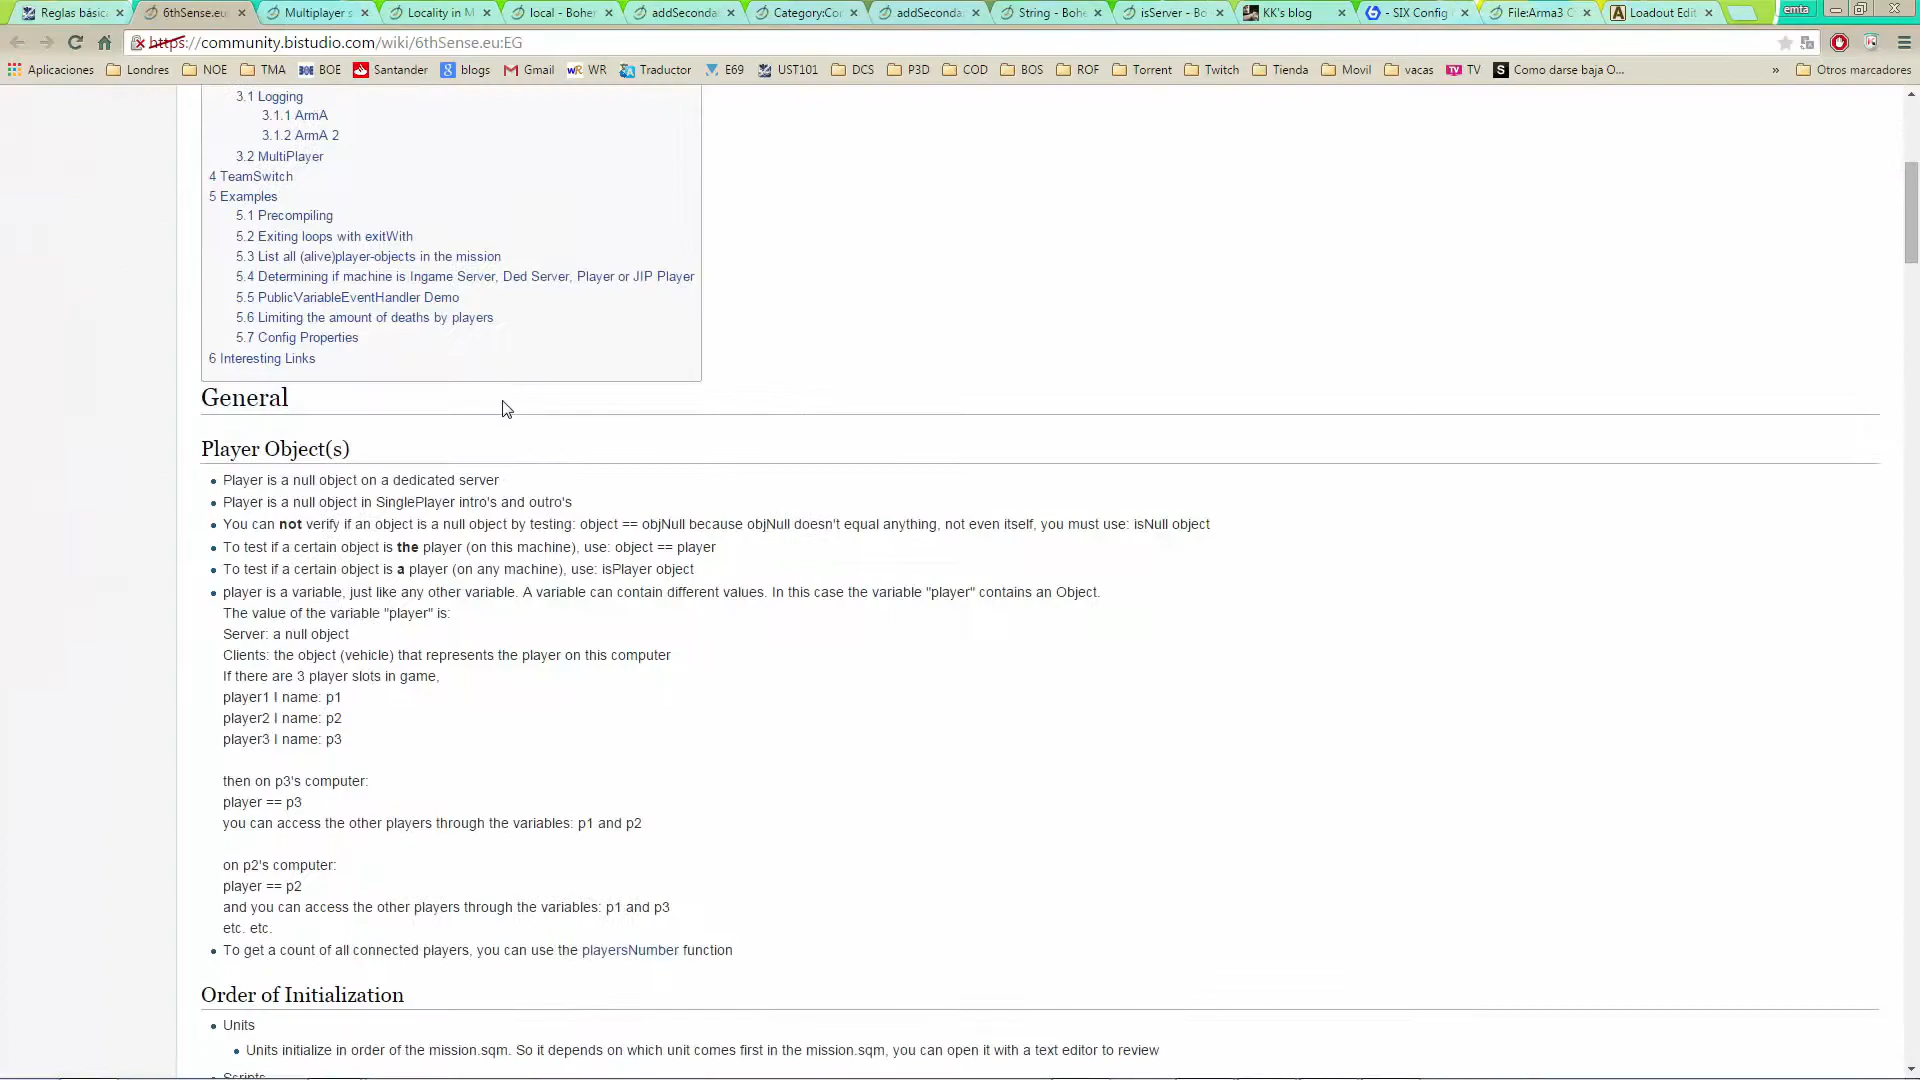 Reglas básic
6thSense.eu:
Multiplayer s
Locality in M
local - Bohen
addSeconda
Category:Co
addSeconda
String - Bohe
isServer - Bo
KK's blog
- SIX Config
File:Arma3 C
Loadout Edit
emta
https://community.bistudio.com/wiki/6thSense.eu:EG
Aplicaciones
Londres
NOE
TMA
BOE
Santander
blogs
Gmail
WR
Traductor
E69
UST101
DCS
P3D
COD
BOS
ROF
Torrent
Twitch
Tienda
Movil
vacas
TV
Como darse baja O...
»
Otros marcadores
3.1 Logging
3.1.1 ArmA
3.1.2 ArmA 2
3.2 MultiPlayer
4 TeamSwitch
5 Examples
5.1 Precompiling
5.2 Exiting loops with exitWith
5.3 List all (alive)player-objects in the mission
5.4 Determining if machine is Ingame Server, Ded Server, Player or JIP Player
5.5 PublicVariableEventHandler Demo
5.6 Limiting the amount of deaths by players
5.7 Config Properties
6 Interesting Links
General
Player Object(s)
Player is a null object on a dedicated server
Player is a null object in SinglePlayer intro's and outro's
You can not verify if an object is a null object by testing: object == objNull because objNull doesn't equal anything, not even itself, you must use: isNull object
To test if a certain object is the player (on this machine), use: object == player
To test if a certain object is a player (on any machine), use: isPlayer object
player is a variable, just like any other variable. A variable can contain different values. In this case the variable "player" contains an Object.
The value of the variable "player" is:
Server: a null object
Clients: the object (vehicle) that represents the player on this computer
If there are 3 player slots in game,
player1 I name: p1
player2 I name: p2
player3 I name: p3
then on p3's computer:
player == p3
you can access the other players through the variables: p1 and p2
on p2's computer:
player == p2
and you can access the other players through the variables: p1 and p3
etc. etc.
To get a count of all connected players, you can use the playersNumber function
Order of Initialization
Units
Units initialize in order of the mission.sqm. So it depends on which unit comes first in the mission.sqm, you can open it with a text editor to review
Scripts